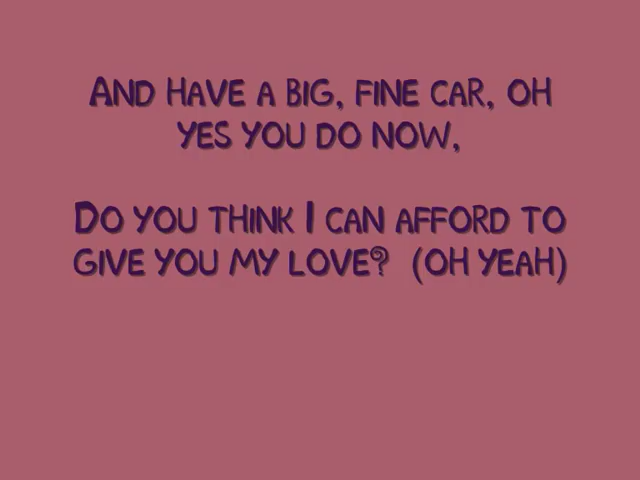 And have a big, fine car, oh
yes you do now,
Do you think I can afford to
give you my love?  (oh yeah)